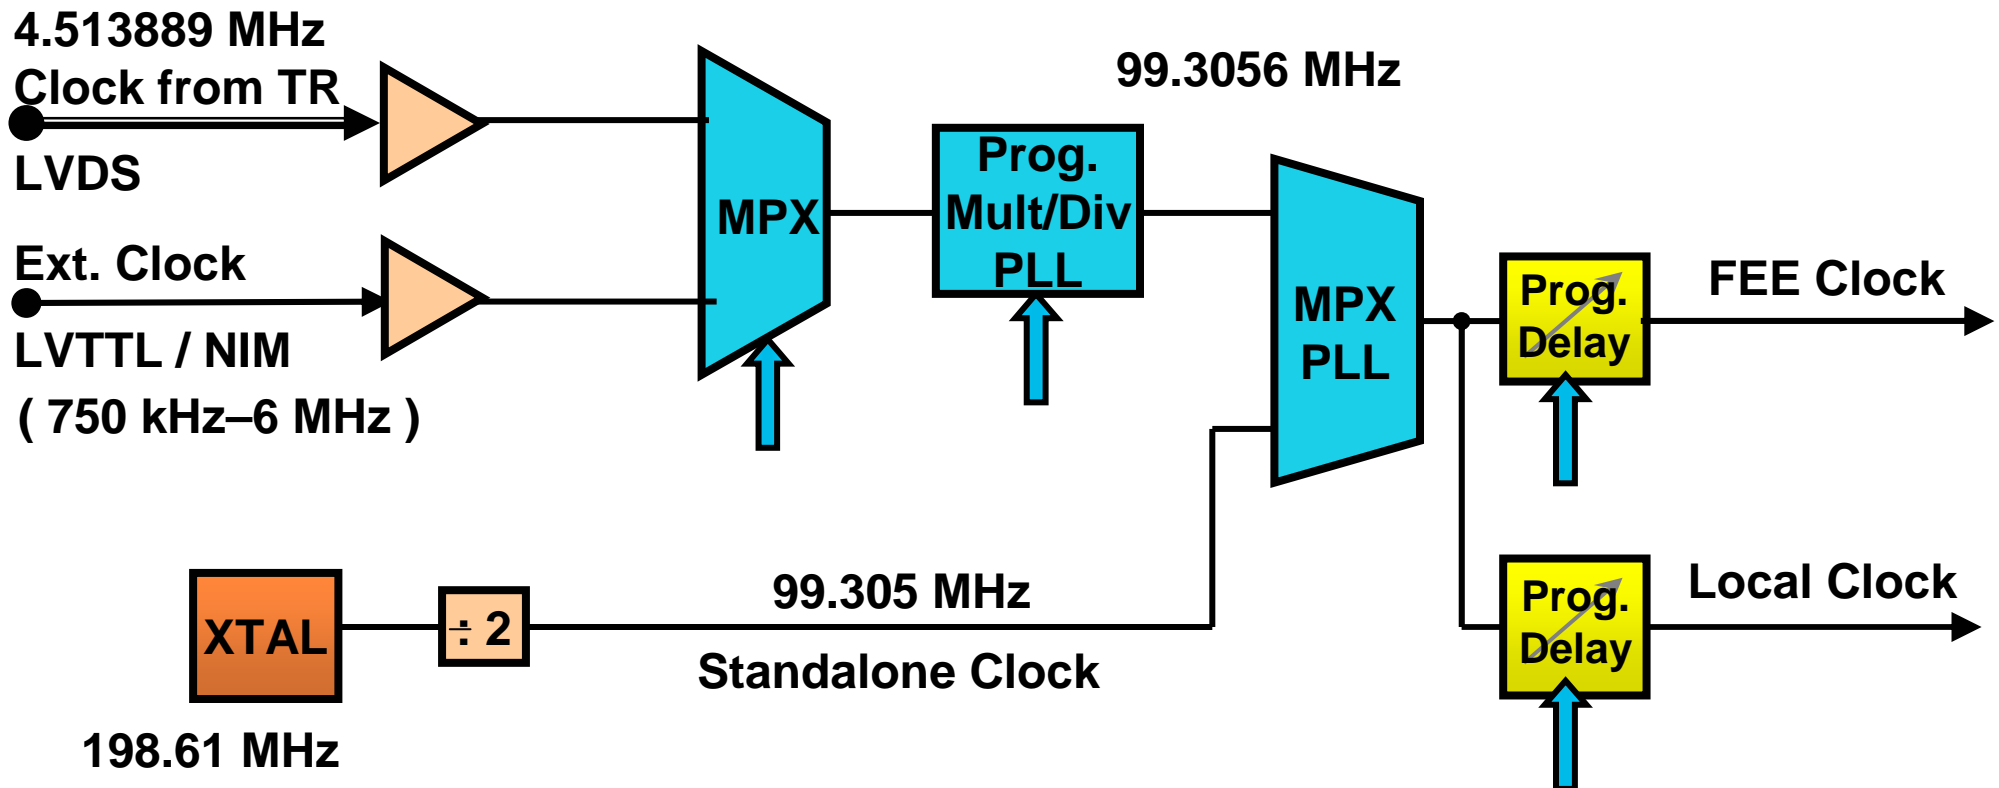 4.513889 MHz
Clock from TR
LVDS
Ext. Clock
LVTTL / NIM
( 750 kHz–6 MHz )
MPX
99.3056 MHz
Prog.
Mult/Div
PLL
MPX
PLL
Prog.
Delay
FEE Clock
Prog.
Delay
Local Clock
XTAL
198.61 MHz
÷ 2
99.305 MHz
Standalone Clock